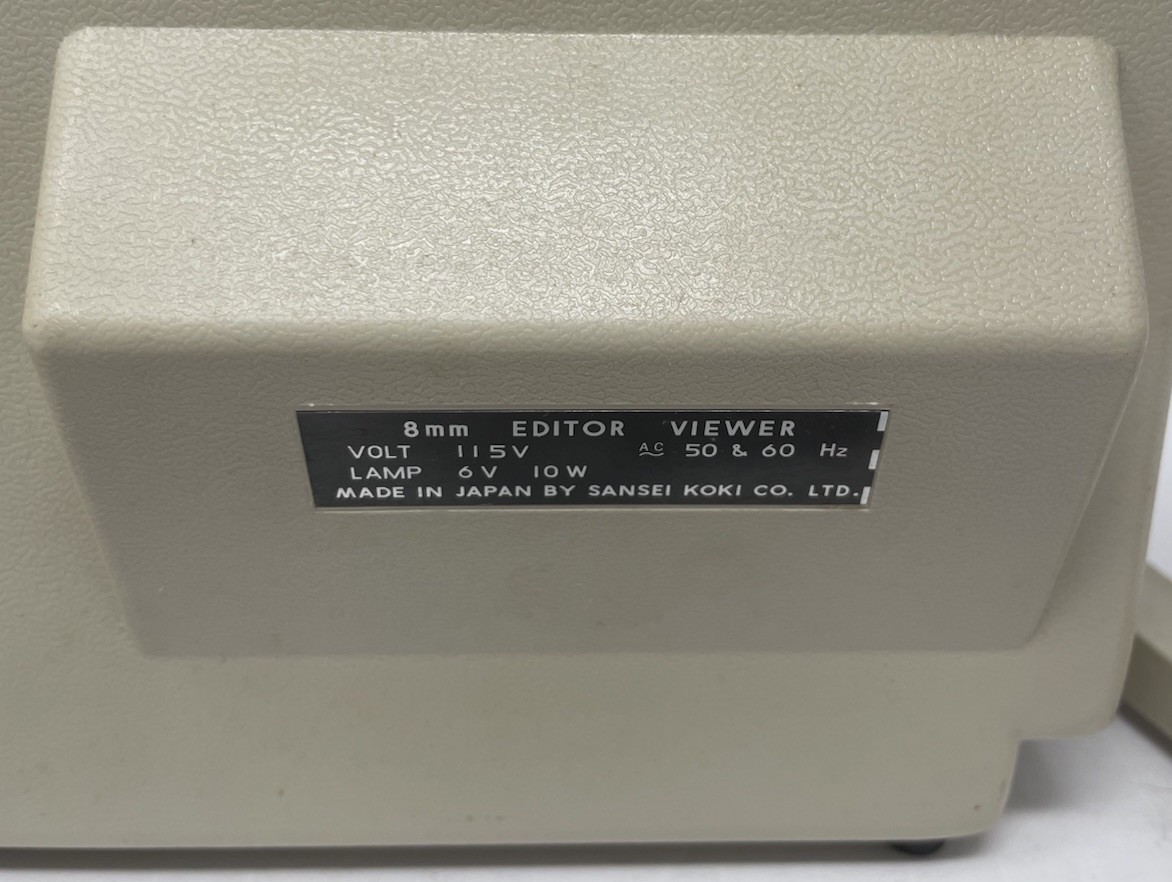 8mm EDITOR VIEWER
VOLT 115V AC 50 & 60 Hz
LAMP 6V 10W
MADE IN JAPAN BY SANSEI KOKI CO. LTD.